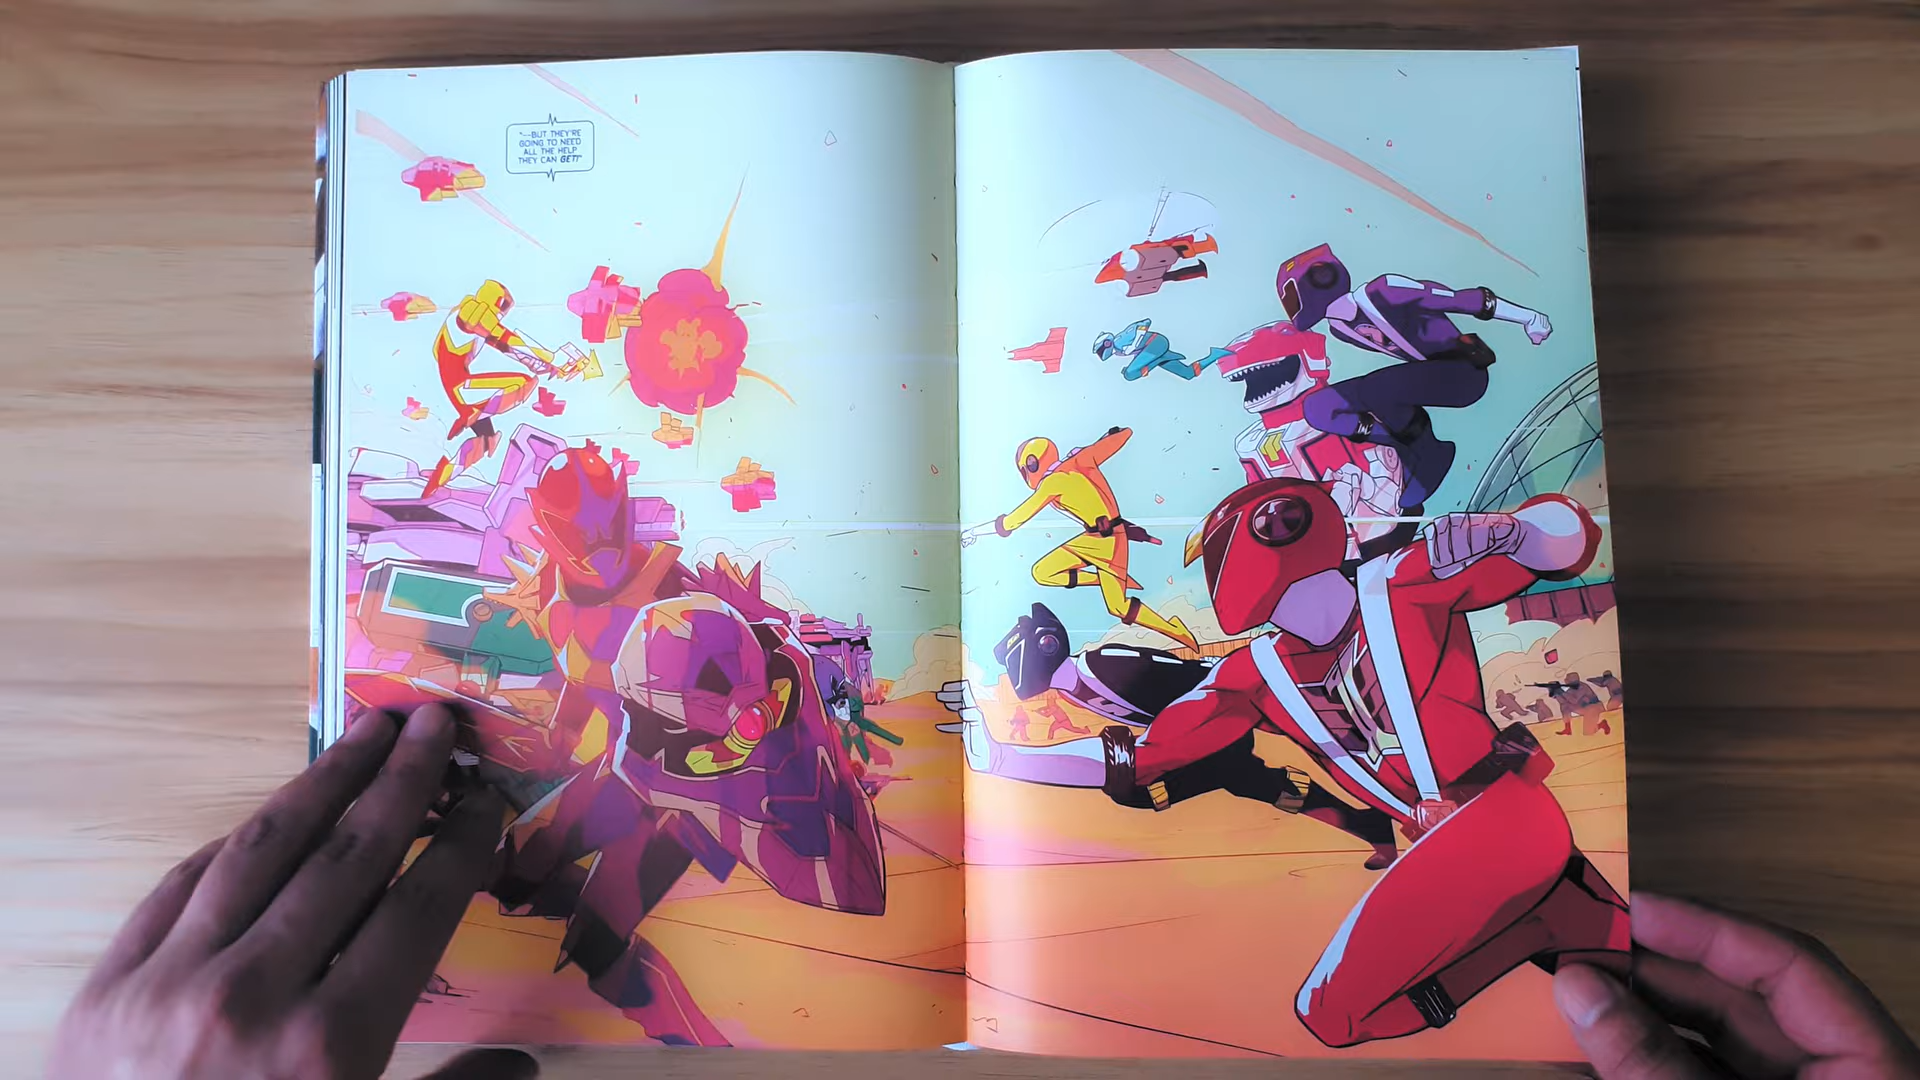 "--BUT THEY'RE
GOING TO NEED
ALL THE HELP
THEY CAN GET!"